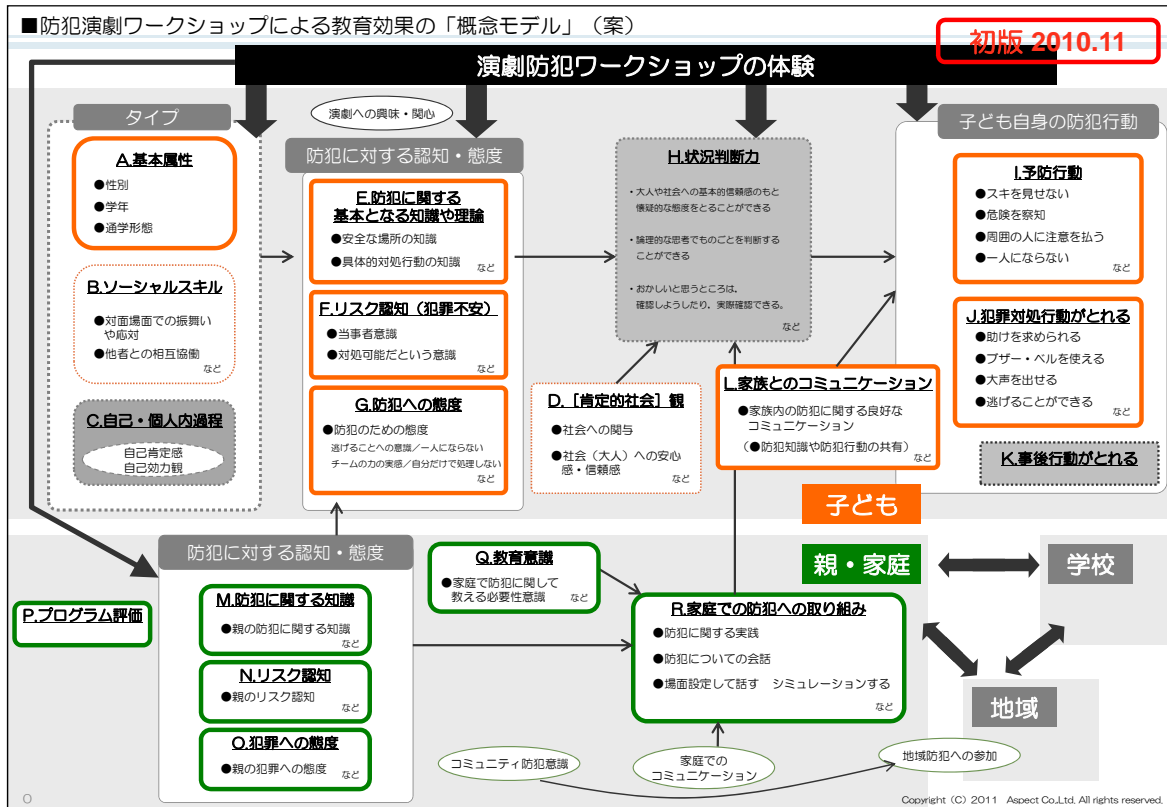 ■防犯演劇ワークショップによる教育効果の「概念モデル」（案）
初版 2010.11
演劇防犯ワークショップの体験
演劇への興味・関心
タイプ
A.基本属性
●性別
●学年
●通学形態
B.ソーシャルスキル
●対面場面での振舞い
や応対
●他者との相互協働
など
C.自己・個人内過程
自己肯定感
自己効力観
防犯に対する認知・態度
E.防犯に関する
基本となる知識や理論
●安全な場所の知識
●具体的対処行動の知識
など
F.リスク認知（犯罪不安）
●当事者意識
●対処可能だという意識
など
G.防犯への態度
●防犯のための態度
逃げることへの意識／一人にならない
チームの力の実感／自分だけで処理しない
など
H.状況判断力
・大人や社会への基本的信頼感のもと
懐疑的な態度をとることができる
・論理的な思考でものごとを判断する
ことができる
・おかしいと思うところは、
確認しようしたり，実際確認できる。
など
D.［肯定的社会］観
●社会への関与
●社会（大人）への安心
感・信頼感
など
L.家族とのコミュニケーション
●家族内の防犯に関する良好な
コミュニケーション
（●防犯知識や防犯行動の共有）
など
子ども自身の防犯行動
I.予防行動
●スキを見せない
●危険を察知
●周囲の人に注意を払う
●一人にならない
など
J.犯罪対処行動がとれる
●助けを求められる
●ブザー・ベルを使える
●大声を出せる
●逃げることができる
など
K.事後行動がとれる
子ども
防犯に対する認知・態度
P.プログラム評価
M.防犯に関する知識
●親の防犯に関する知識
など
N.リスク認知
●親のリスク認知
など
O.犯罪への態度
●親の犯罪への態度
など
Q.教育意識
●家庭で防犯に関して
教える必要性意識
など
親・家庭
学校
地域
R.家庭での防犯への取り組み
●防犯に関する実践
●防犯についての会話
●場面設定して話す　シミュレーションする
など
コミュニティ防犯意識
家庭での
コミュニケーション
地域防犯への参加
0
Copyright (C) 2011 Aspect Co.,Ltd. All rights reserved.